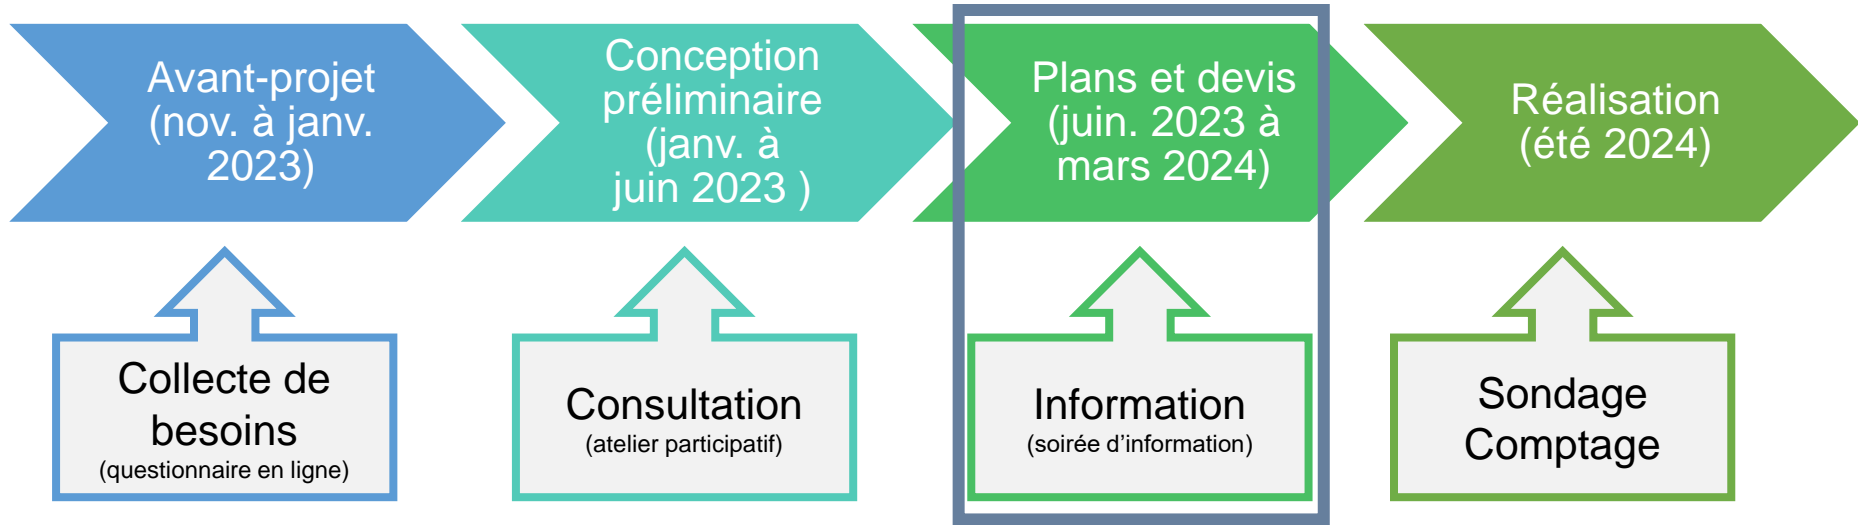 Avant-projet
(nov. à janv.
2023)
Conception
préliminaire
(janv. à
juin 2023 )
Plans et devis
(juin. 2023 à
mars 2024)
Réalisation
(été 2024)
Collecte de
besoins
(questionnaire en ligne)
Consultation
(atelier participatif)
Information
(soirée d'information)
Sondage
Comptage